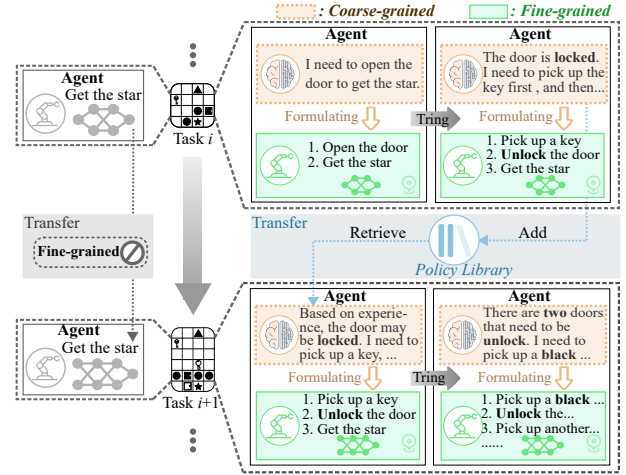 : Coarse-grained
: Fine-grained
Agent
Get the star
Task i
Agent
I need to open
the door to get the star.
Formulating
1. Open the door
2. Get the star
Tring
Agent
The door is locked.
I need to pick up the
key first , and then...
Formulating
1. Pick up a key
2. Unlock the door
3. Get the star
Transfer
Fine-grained
Transfer
Retrieve
Add
Policy Library
Agent
Get the star
Task i+1
Agent
Based on experie-
nce, the door may
be locked. I need to
pick up a key, ...
Formulating
1. Pick up a key
2. Unlock the door
3. Get the star
Tring
Agent
There are two doors
that need to be
unlock. I need to
pick up a black ...
Formulating
1. Pick up a black ...
2. Unlock the...
3. Pick up another...
......